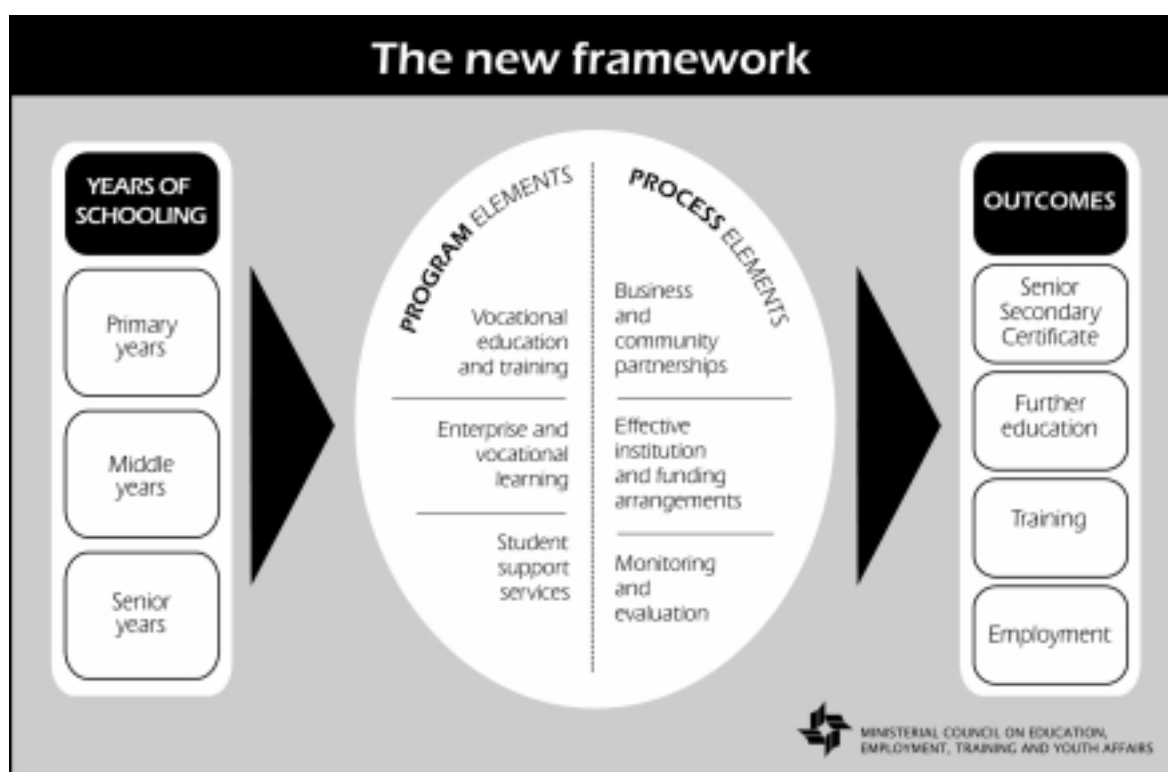 The new framework
YEARS OF
SCHOOLING
Primary
years
Middle
years
Senior
years
PROGRAM ELEMENTS
Vocational
education
and training
Enterprise and
vocational
learning
Student
support
services
PROCESS ELEMENTS
Business
and
community
partnerships
Effective
institution
and funding
arrangements
Monitoring
and
evaluation
OUTCOMES
Senior
Secondary
Certificate
Further
education
Training
Employment
MINISTERIAL COUNCIL ON EDUCATION,
EMPLOYMENT, TRAINING AND YOUTH AFFAIRS